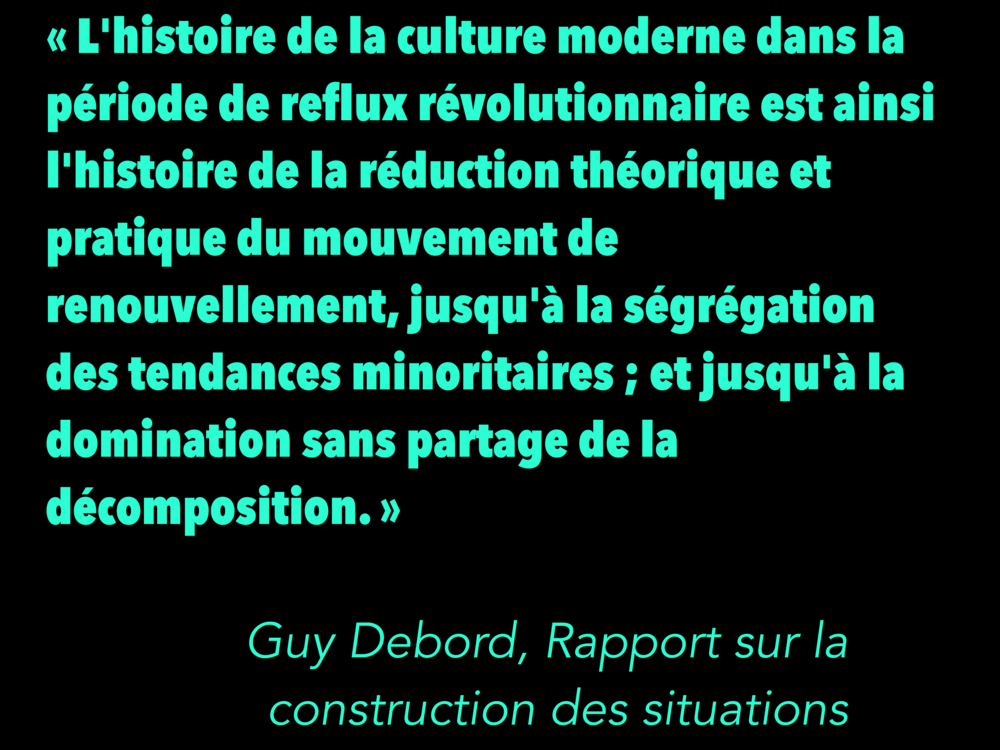 « L'histoire de la culture moderne dans la
période de reflux révolutionnaire est ainsi
l'histoire de la réduction théorique et
pratique du mouvement de
renouvellement, jusqu'à la ségrégation
des tendances minoritaires ; et jusqu'à la
domination sans partage de la
décomposition. »
Guy Debord, Rapport sur la
construction des situations